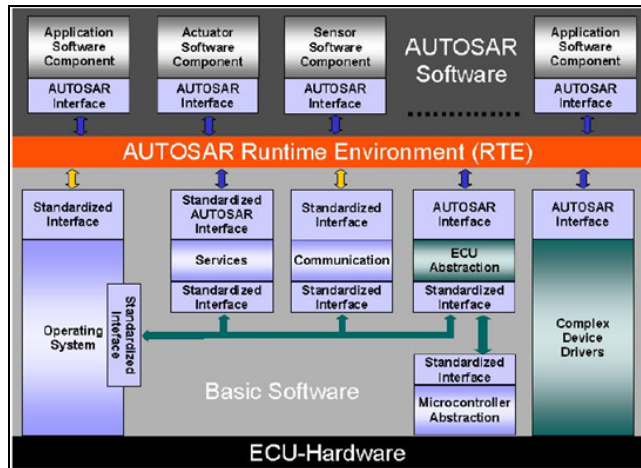 Application
Software
Component
AUTOSAR
Interface
Actuator
Software
Component
AUTOSAR
Interface
Sensor
Software
Component
AUTOSAR
Interface
AUTOSAR
Software
Application
Software
Component
AUTOSAR
Interface
AUTOSAR Runtime Environment (RTE)
Standardized
Interface
Operating
System
Standardized
Inteface
Standardized
AUTOSAR
Interface
Services
Standardized
Interface
Standardized
Interface
Communication
Standardized
Interface
AUTOSAR
Interface
ECU
Abstraction
Standardized
Interface
Standardized
Interface
Microcontroller
Abstraction
AUTOSAR
Interface
Complex
Device
Drivers
Basic Software
ECU-Hardware